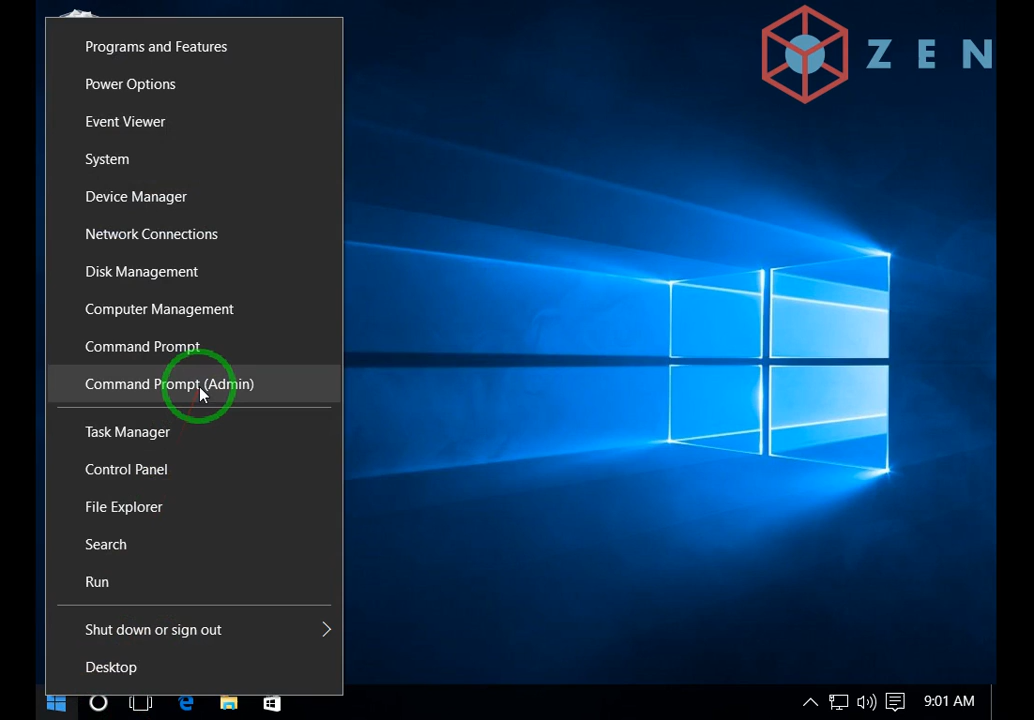 Programs and Features
Power Options
Event Viewer
System
Device Manager
Network Connections
Disk Management
Computer Management
Command Prompt
Command Prompt (Admin)
Task Manager
Control Panel
File Explorer
Search
Run
Shut down or sign out
Desktop
ZEN
9:01 AM